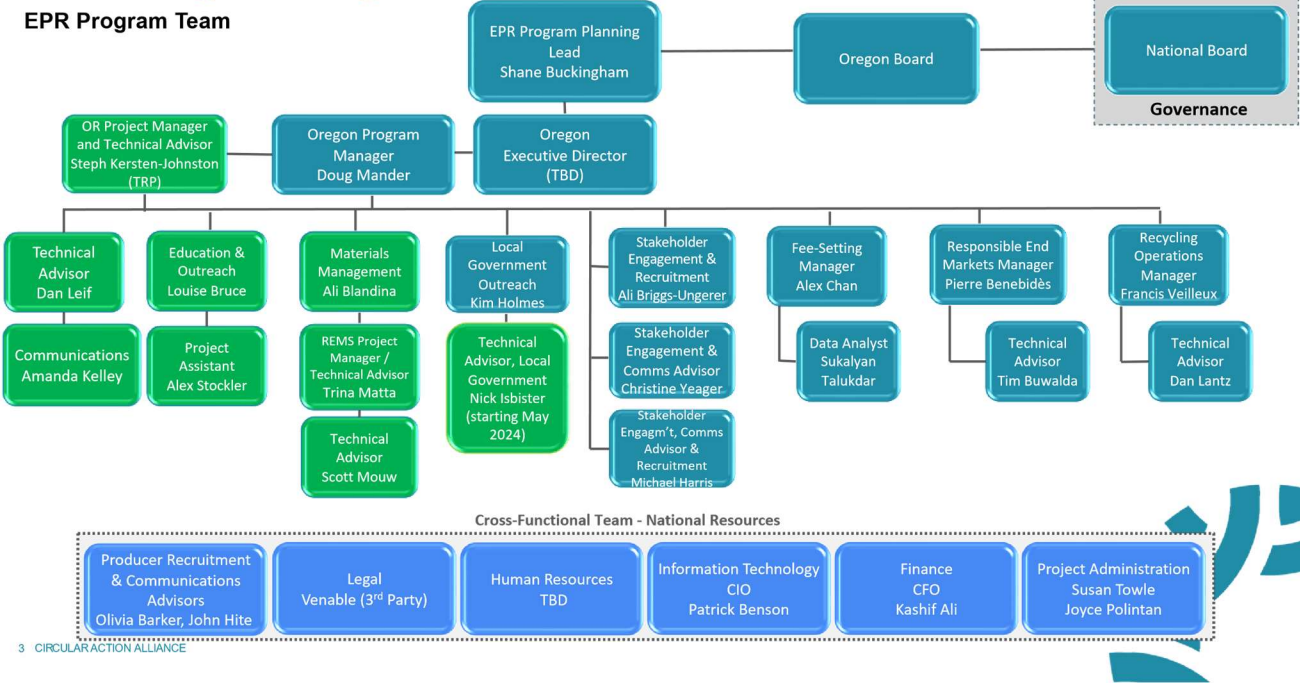 EPR Program Team
EPR Program Planning
Lead
Shane Buckingham
Oregon Board
National Board
Governance
OR Project Manager
and Technical Advisor
Steph Kersten-Johnston
(TRP)
Oregon Program
Manager
Doug Mander
Oregon
Executive Director
(TBD)
Technical
Advisor
Dan Leif
Education &
Outreach
Louise Bruce
Materials
Management
Ali Blandina
Local
Government
Outreach
Kim Holmes
Stakeholder
Engagement &
Recruitment
Ali Briggs-Ungerer
Fee-Setting
Manager
Alex Chan
Responsible End
Markets Manager
Pierre Benebidès
Recycling
Operations
Manager
Francis Veilleux
Communications
Amanda Kelley
Project
Assistant
Alex Stockler
REMS Project
Manager /
Technical Advisor
Trina Matta
Technical
Advisor, Local
Government
Nick Isbister
(starting May
2024)
Stakeholder
Engagement &
Comms Advisor
Christine Yeager
Data Analyst
Sukalyan
Talukdar
Technical
Advisor
Tim Buwalda
Technical
Advisor
Dan Lantz
Technical
Advisor
Scott Mouw
Stakeholder
Engagm't, Comms
Advisor &
Recruitment
Michael Harris
Cross-Functional Team - National Resources
Producer Recruitment
& Communications
Advisors
Olivia Barker, John Hite
Legal
Venable (3rd Party)
Human Resources
TBD
Information Technology
CIO
Patrick Benson
Finance
CFO
Kashif Ali
Project Administration
Susan Towle
Joyce Polintan
3 CIRCULAR ACTION ALLIANCE